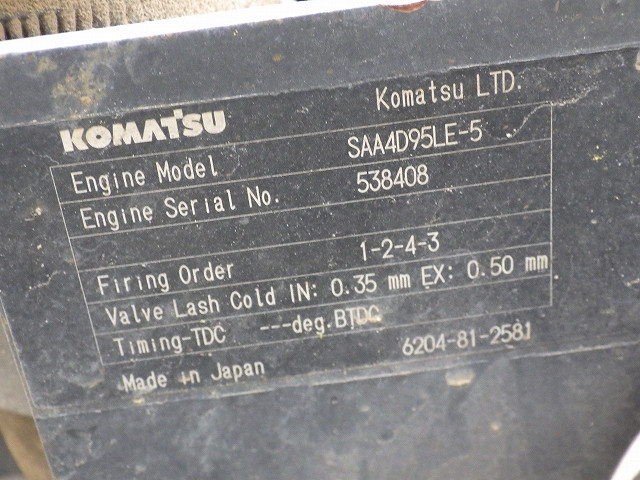 Komatsu LTD.
KOMATSU
Engine Model SAA4D95LE-5
Engine Serial No. 538408
Firing Order 1-2-4-3
Valve Lash Cold IN: 0.35 mm EX: 0.50 mm
Timing-TDC ---deg.BTDC
Made in Japan 6204-81-2581